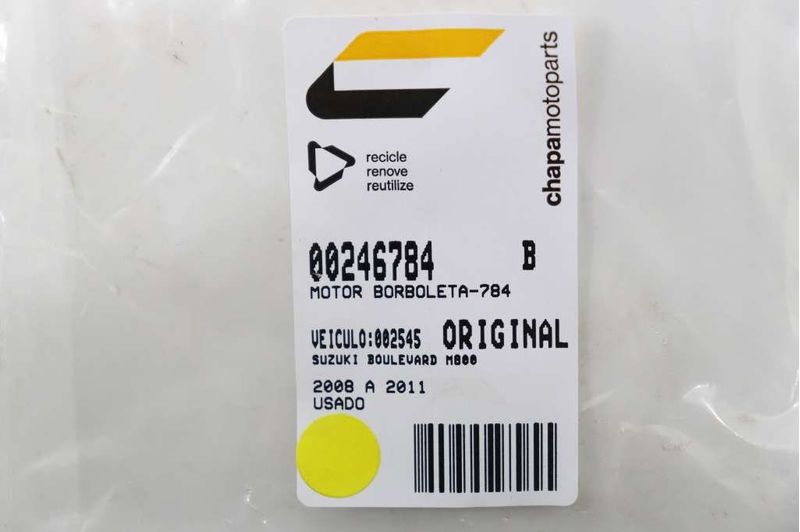 chapamotoparts
recicle
renove
reutilize
00246784 B
MOTOR BORBOLETA-784
VEICULO:002545 ORIGINAL
SUZUKI BOULEVARD M800
2008 A 2011
USADO